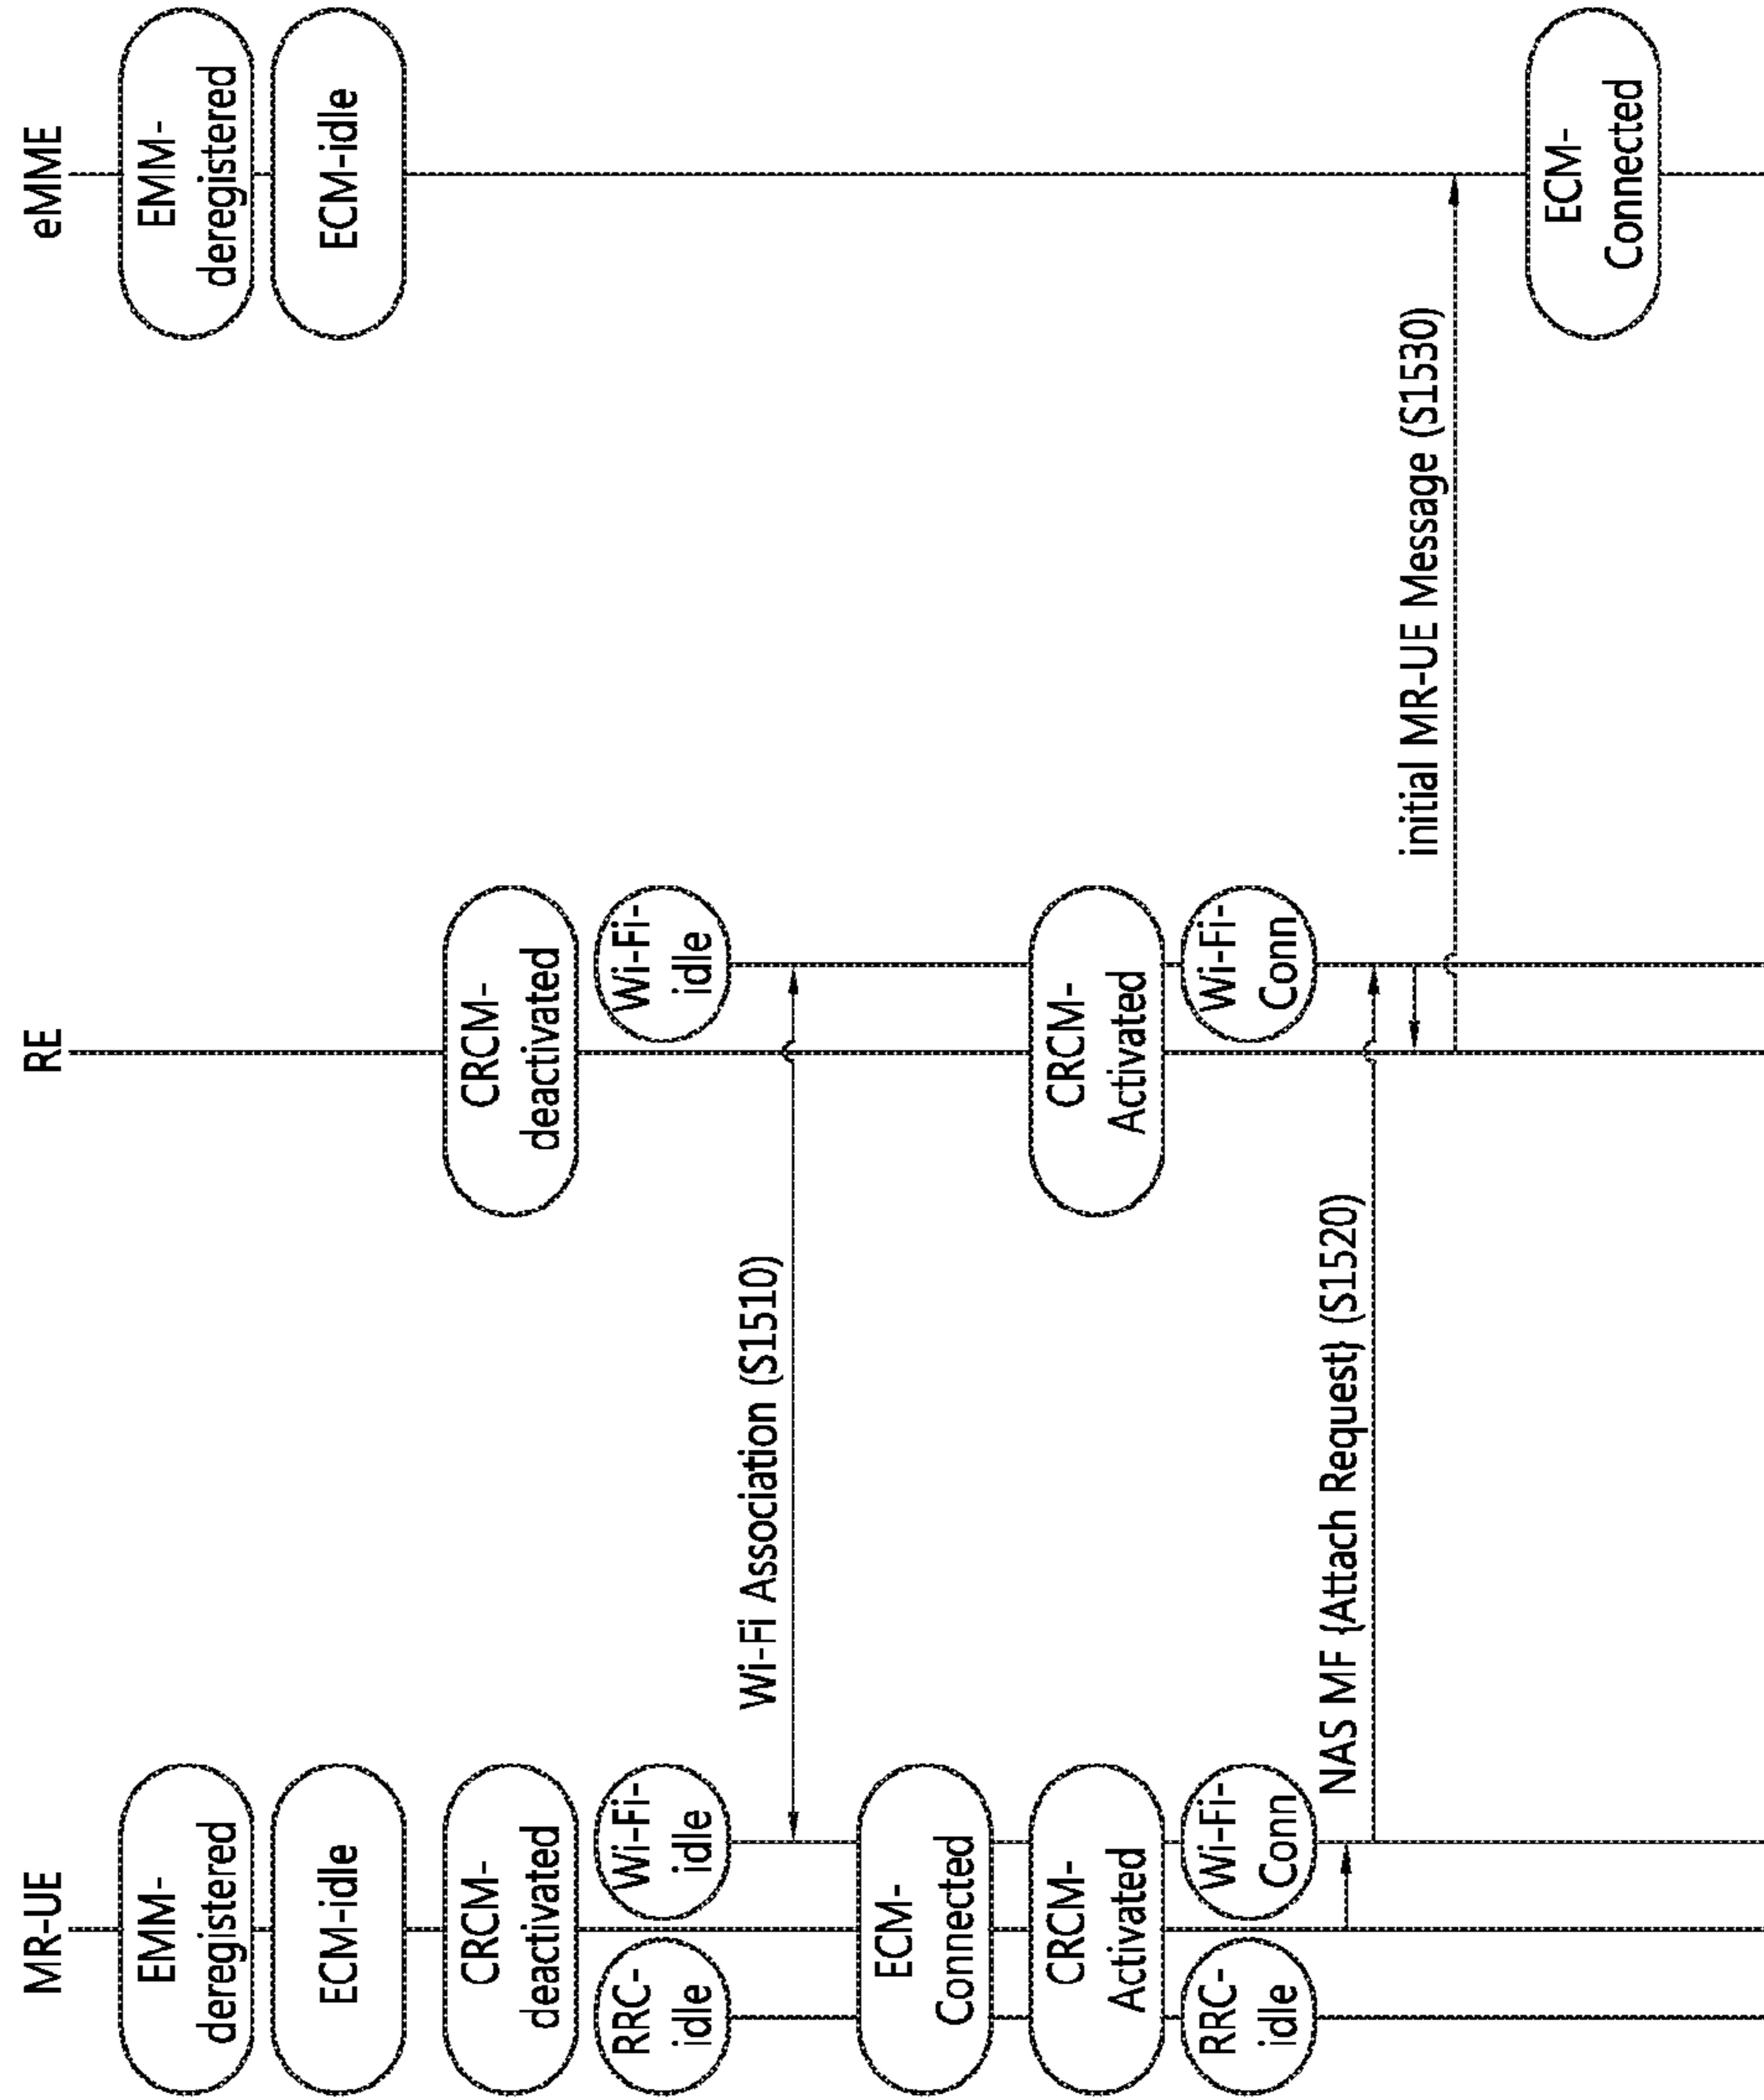 MR-UE
RE
eMME
EMM-
deregistered
EMM-
deregistered
ECM-idle
ECM-idle
CRCM-
deactivated
CRCM-
deactivated
RRC-
idle
Wi-Fi-
idle
Wi-Fi-
idle
Wi-Fi Association (S1510)
ECM-
Connected
CRCM-
Activated
CRCM-
Activated
RRC-
idle
Wi-Fi-
Conn
Wi-Fi-
Conn
NAS MF {Attach Request} (S1520)
initial MR-UE Message (S1530)
ECM-
Connected